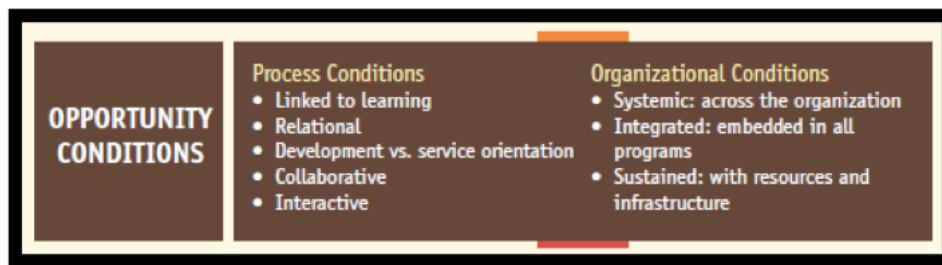 OPPORTUNITY
CONDITIONS
Process Conditions
• Linked to learning
• Relational
• Development vs. service orientation
• Collaborative
• Interactive
Organizational Conditions
• Systemic: across the organization
• Integrated: embedded in all
programs
• Sustained: with resources and
infrastructure